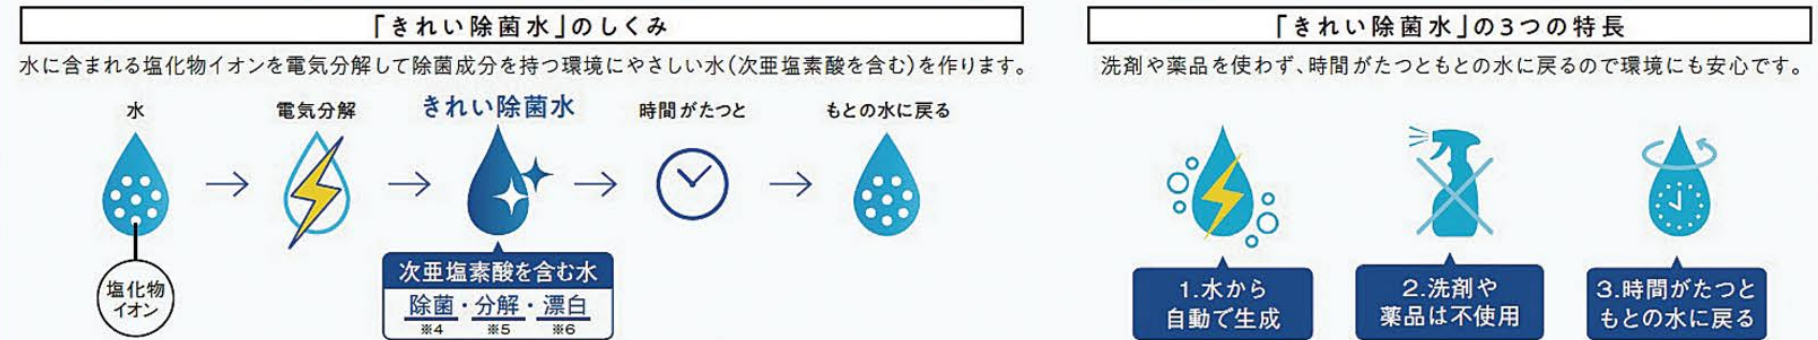 「きれい除菌水」のしくみ
水に含まれる塩化物イオンを電気分解して除菌成分を持つ環境にやさしい水(次亜塩素酸を含む)を作ります。
水
電気分解
きれい除菌水
時間がたつと
もとの水に戻る
塩化物
イオン
次亜塩素酸を含む水
除菌・分解・漂白
※4 ※5 ※6
「きれい除菌水」の3つの特長
洗剤や薬品を使わず、時間がたつともとの水に戻るので環境にも安心です。
1.水から
自動で生成
2.洗剤や
薬品は不使用
3.時間がたつと
もとの水に戻る